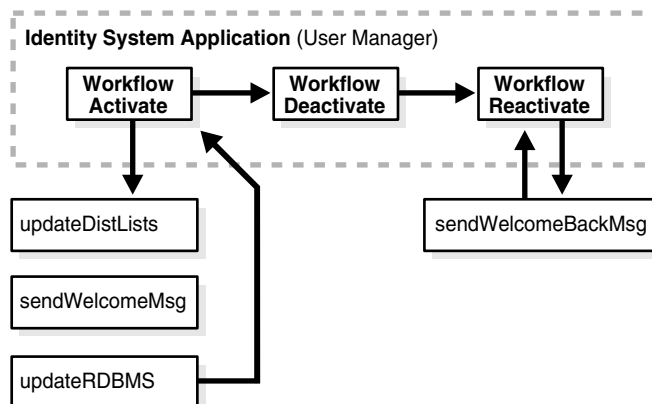 Identity System Application (User Manager)
Workflow
Activate
Workflow
Deactivate
Workflow
Reactivate
updateDistLists
sendWelcomeBackMsg
sendWelcomeMsg
updateRDBMS